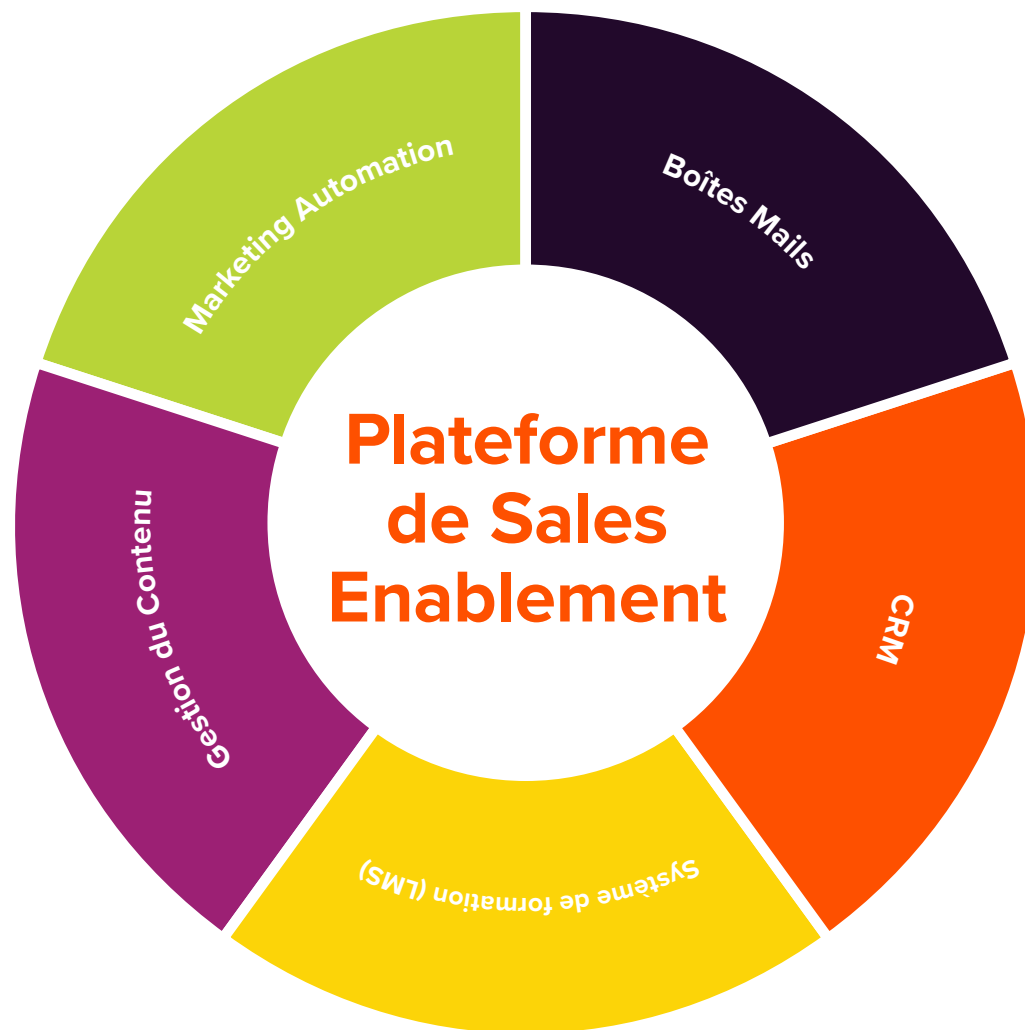 Marketing Automation
Boîtes Mails
Plateforme
de Sales
Enablement
Gestion du Contenu
CRM
Système de formation (LMS)